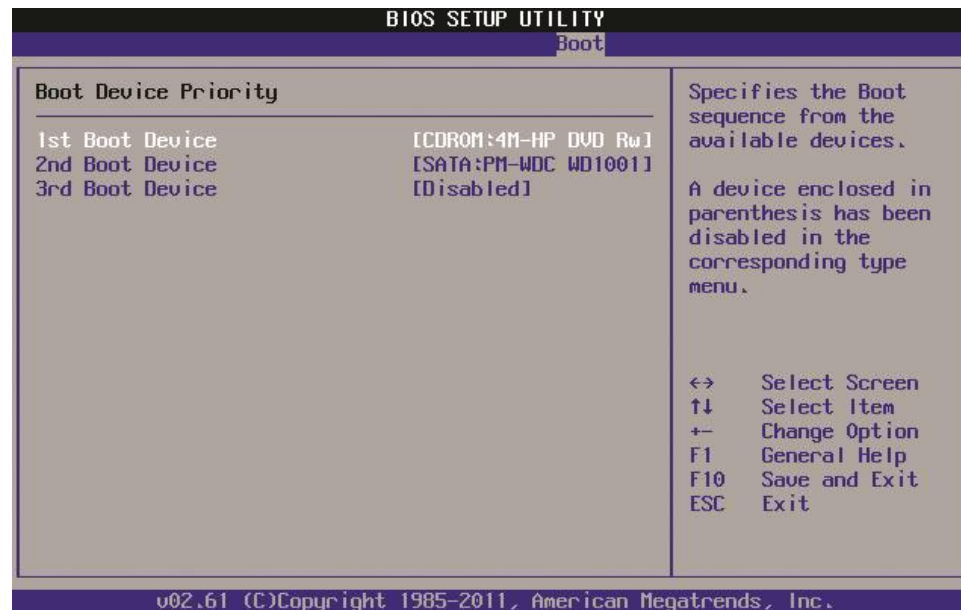 BIOS SETUP UTILITY
Boot
Boot Device Priority
1st Boot Device [CDROM:4M-HP DVD Rw]
2nd Boot Device [SATA:PM-WDC WD1001]
3rd Boot Device [Disabled]
Specifies the Boot
sequence from the
available devices.
A device enclosed in
parenthesis has been
disabled in the
corresponding type
menu.
←→ Select Screen
↑↓ Select Item
+- Change Option
F1 General Help
F10 Save and Exit
ESC Exit
v02.61 (C)Copyright 1985-2011, American Megatrends, Inc.